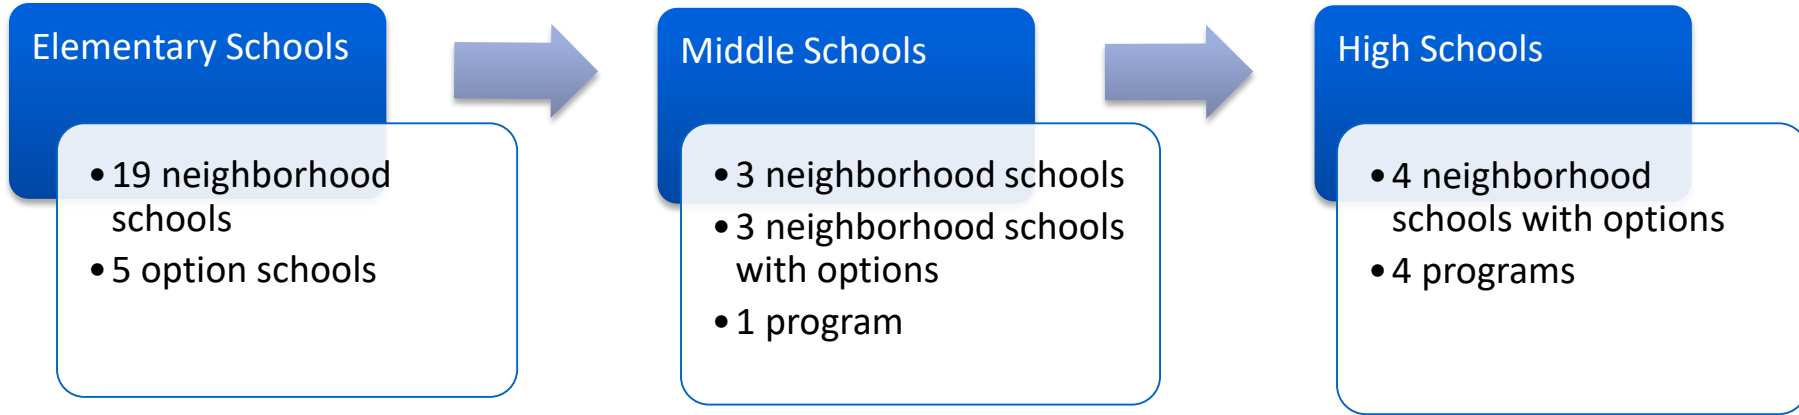 Elementary Schools
• 19 neighborhood
schools
• 5 option schools
Middle Schools
• 3 neighborhood schools
• 3 neighborhood schools
with options
• 1 program
High Schools
• 4 neighborhood
schools with options
• 4 programs